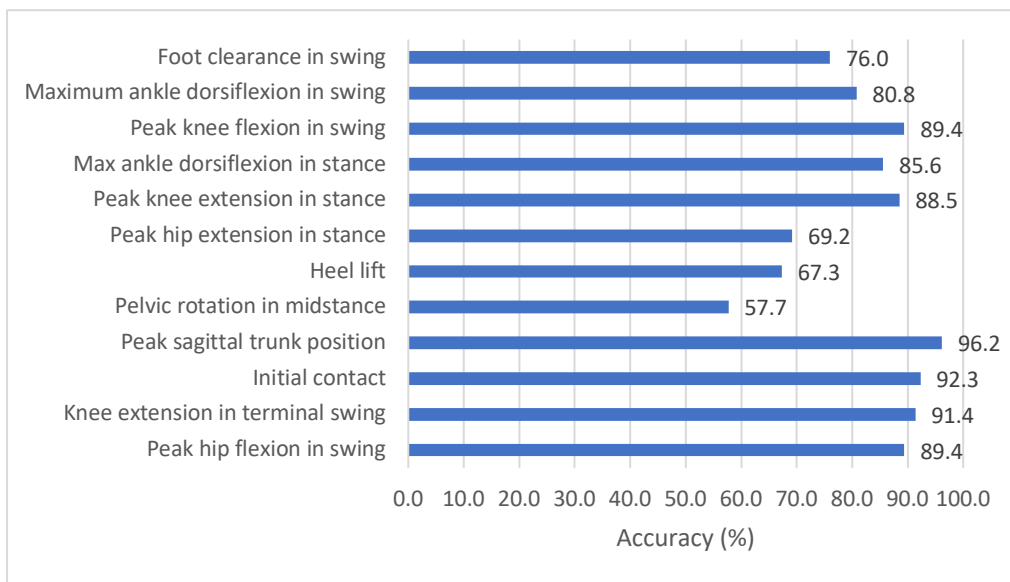 Foot clearance in swing 76.0
Maximum ankle dorsiflexion in swing 80.8
Peak knee flexion in swing 89.4
Max ankle dorsiflexion in stance 85.6
Peak knee extension in stance 88.5
Peak hip extension in stance 69.2
Heel lift 67.3
Pelvic rotation in midstance 57.7
Peak sagittal trunk position 96.2
Initial contact 92.3
Knee extension in terminal swing 91.4
Peak hip flexion in swing 89.4
0.0 10.0 20.0 30.0 40.0 50.0 60.0 70.0 80.0 90.0 100.0
Accuracy (%)